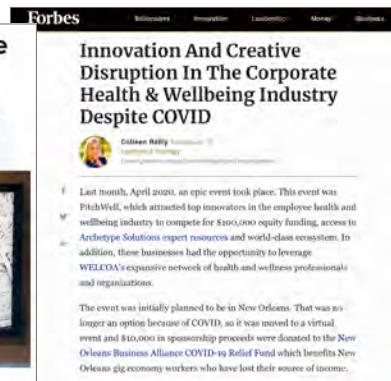 e
Forbes
Billionaires Innovation Leadership Money Business
Innovation And Creative
Disruption In The Corporate
Health & Wellbeing Industry
Despite COVID
Colleen Reilly
Last month, April 2020, an epic event took place. This event was
PitchWell, which attracted top innovators in the employee health and
wellbeing industry to compete for $100,000 equity funding, access to
Archetype Solutions expert resources and world-class ecosystem. In
addition, these businesses had the opportunity to leverage
WELCOA's expansive network of health and wellness professionals
and organizations.
The event was initially planned to be in New Orleans. That was no
longer an option because of COVID, so it was moved to a virtual
event and $10,000 in sponsorship proceeds were donated to the New
Orleans Business Alliance COVID-19 Relief Fund which benefits New
Orleans gig economy workers who have lost their source of income.